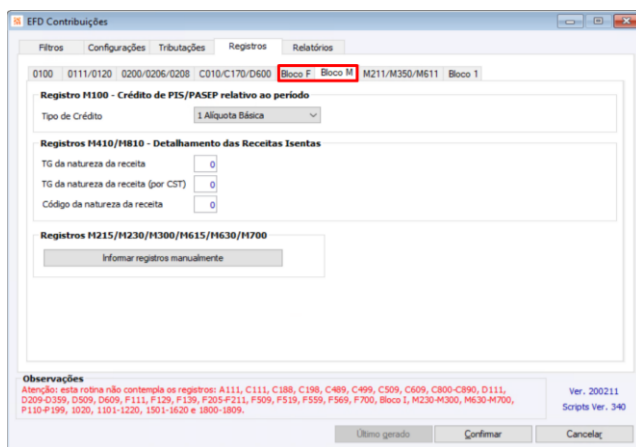 EFD Contribuições
Filtros Configurações Tributações Registros Relatórios
0100 0111/0120 0200/0206/0208 C010/C170/D600 Bloco F Bloco M M211/M350/M611 Bloco 1
Registro M100 - Crédito de PIS/PASEP relativo ao período
Tipo de Crédito 1 Alíquota Básica
Registros M410/M810 - Detalhamento das Receitas Isentas
TG da natureza da receita 0
TG da natureza da receita (por CST) 0
Código da natureza da receita 0
Registros M215/M230/M300/M615/M630/M700
Informar registros manualmente
Observações
Atenção: esta rotina não contempla os registros: A111, C111, C188, C198, C489, C499, C509, C609, C800-C890, D111,
D209-D359, D509, D609, F111, F129, F139, F205-F211, F509, F519, F559, F569, F700, Bloco I, M230-M300, M630-M700,
P110-P199, 1020, 1101-1220, 1501-1620 e 1800-1809.
Ver. 200211
Scripts Ver. 340
Último gerado Confirmar Cancelar